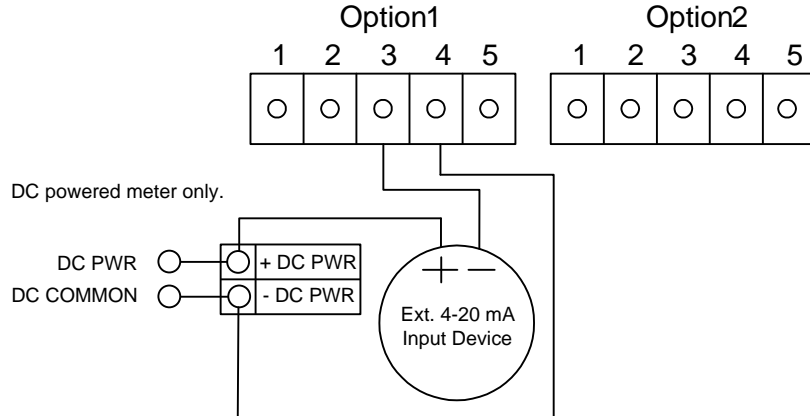 Option1 Option2
1 2 3 4 5 1 2 3 4 5
DC powered meter only.
DC PWR + DC PWR
DC COMMON - DC PWR
+ −
Ext. 4-20 mA
Input Device